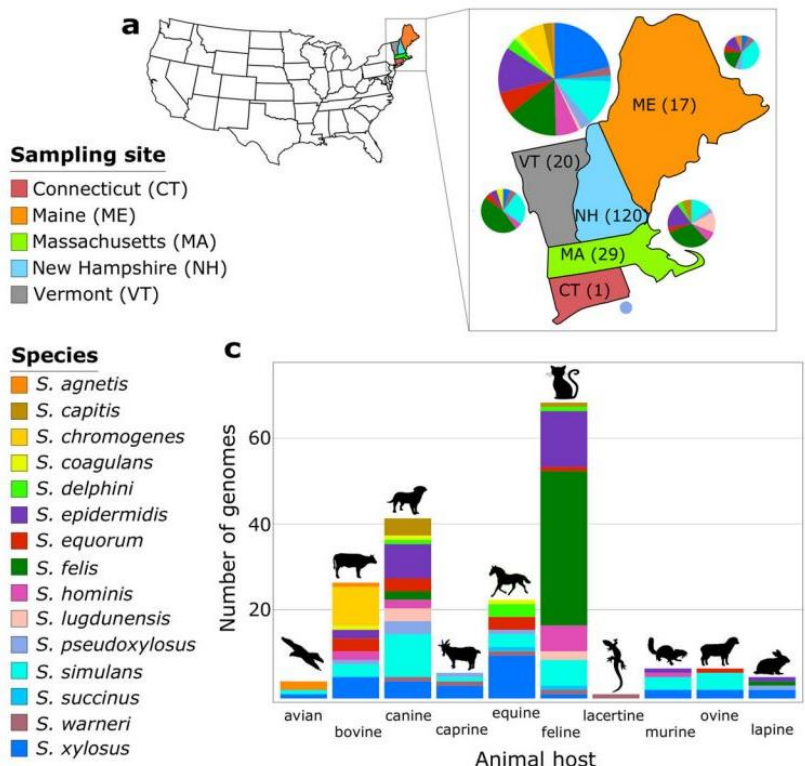 a
ME (17)
VT (20)
NH (120)
MA (29)
CT (1)
Sampling site
Connecticut (CT)
Maine (ME)
Massachusetts (MA)
New Hampshire (NH)
Vermont (VT)
Species
S. agnetis
S. capitis
S. chromogenes
S. coagulans
S. delphini
S. epidermidis
S. equorum
S. felis
S. hominis
S. lugdunensis
S. pseudoxylosus
S. simulans
S. succinus
S. warneri
S. xylosus
c
Number of genomes
60
40
20
avian
bovine
canine
caprine
equine
feline
lacertine
murine
ovine
lapine
Animal host